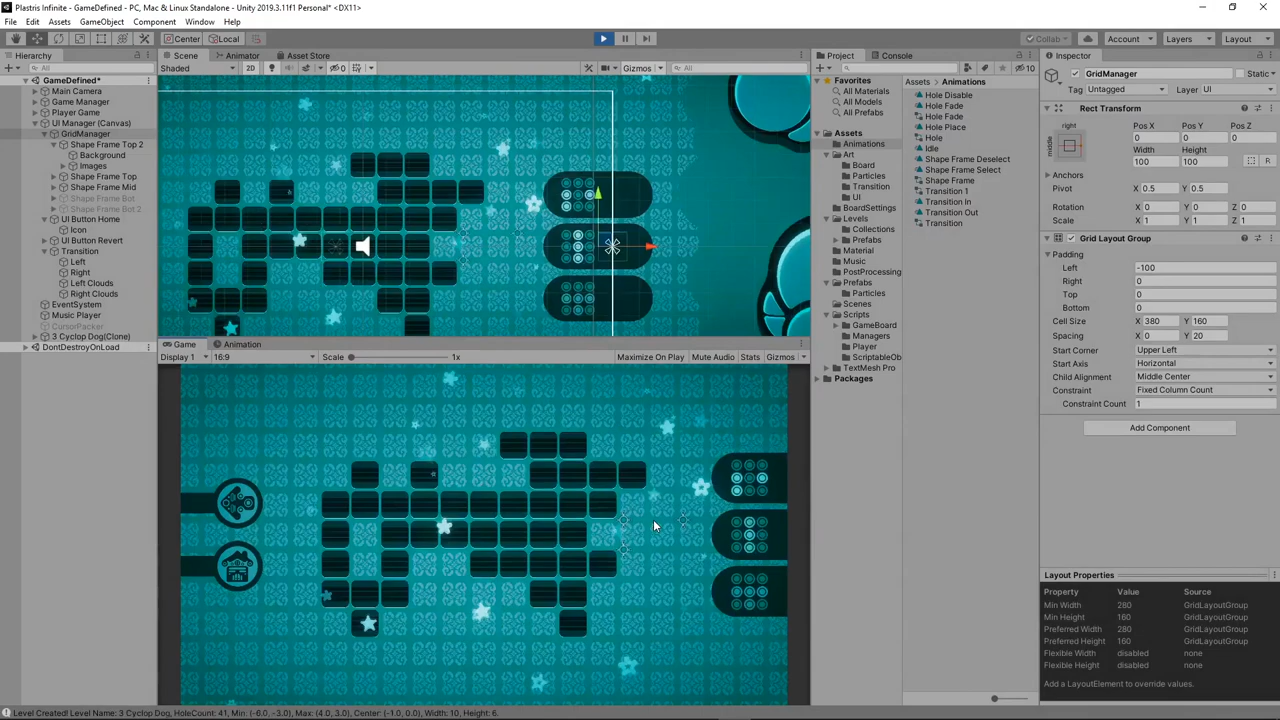 Plastris Infinite - GameDefined - PC, Mac & Linux Standalone - Unity 2019.3.11f1 Personal* <DX11>
File Edit Assets GameObject Component Window Help
Center Local Collab Account Layers Layout
Hierarchy
All
GameDefined*
Main Camera
Game Manager
Player Game
UI Manager (Canvas)
GridManager
Shape Frame Top 2
Background
Images
Shape Frame Top
Shape Frame Mid
Shape Frame Bot
Shape Frame Bot 2
UI Button Home
Icon
UI Button Revert
Transition
Left
Right
Left Clouds
Right Clouds
EventSystem
Music Player
CursorPacker
3 Cyclop Dog(Clone)
DontDestroyOnLoad
Scene Animator Asset Store
Shaded 2D 0 Gizmos All
Game Animation
Display 1 16:9 Scale 1x Maximize On Play Mute Audio Stats Gizmos
Project Console
10
Favorites
All Materials
All Models
All Prefabs
Assets
Animations
Art
Board
Particles
Transition
UI
BoardSettings
Levels
Collections
Prefabs
Material
Music
PostProcessing
Prefabs
Particles
Scenes
Scripts
GameBoard
Managers
Player
ScriptableOb
TextMesh Pro
Packages
Assets Animations
Hole Disable
Hole Fade
Hole Fade
Hole Place
Hole
Idle
Shape Frame Deselect
Shape Frame Select
Shape Frame
Transition 1
Transition In
Transition Out
Transition
Inspector
GridManager Static
Tag Untagged Layer UI
Rect Transform
right Pos X Pos Y Pos Z
middle 0 0 0
Width Height
100 100 R
Anchors
Pivot X 0.5 Y 0.5
Rotation X 0 Y 0 Z 0
Scale X 1 Y 1 Z 1
Grid Layout Group
Padding
Left -100
Right 0
Top 0
Bottom 0
Cell Size X 380 Y 160
Spacing X 0 Y 20
Start Corner Upper Left
Start Axis Horizontal
Child Alignment Middle Center
Constraint Fixed Column Count
Constraint Count 1
Add Component
Layout Properties
Property Value Source
Min Width 280 GridLayoutGroup
Min Height 160 GridLayoutGroup
Preferred Width 280 GridLayoutGroup
Preferred Height 160 GridLayoutGroup
Flexible Width disabled none
Flexible Height disabled none
Add a LayoutElement to override values.
Level Created! Level Name: 3 Cyclop Dog, HoleCount: 41, Min: (-6.0, -3.0), Max: (4.0, 3.0), Center: (-1.0, 0.0), Width: 10, Height: 6.